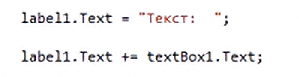 label1.Text = "Текст:  ";
label1.Text += textBox1.Text;